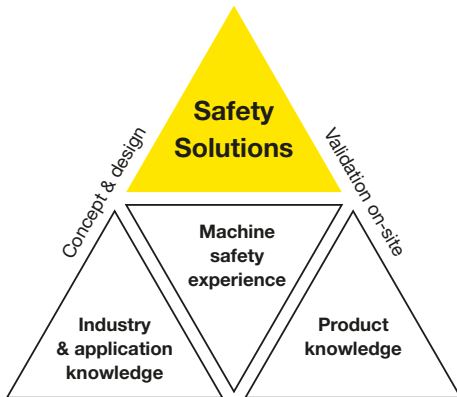 Safety
Solutions
Concept & design
Validation on-site
Machine
safety
experience
Industry
& application
knowledge
Product
knowledge